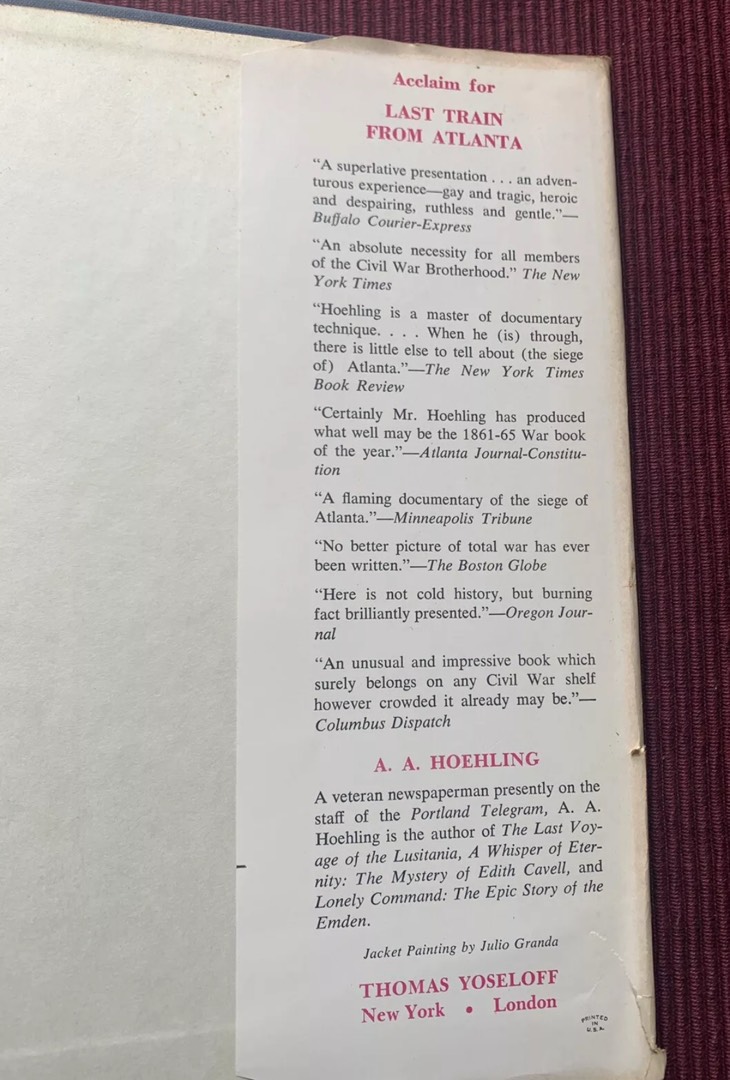 Acclaim for
LAST TRAIN
FROM ATLANTA
“A superlative presentation . . . an adven-
turous experience—gay and tragic, heroic
and despairing, ruthless and gentle.”—
Buffalo Courier-Express
“An absolute necessity for all members
of the Civil War Brotherhood.” The New
York Times
“Hoehling is a master of documentary
technique. . . . When he (is) through,
there is little else to tell about (the siege
of) Atlanta.”—The New York Times
Book Review
“Certainly Mr. Hoehling has produced
what well may be the 1861-65 War book
of the year.”—Atlanta Journal-Constitu-
tion
“A flaming documentary of the siege of
Atlanta.”—Minneapolis Tribune
“No better picture of total war has ever
been written.”—The Boston Globe
“Here is not cold history, but burning
fact brilliantly presented.”—Oregon Jour-
nal
“An unusual and impressive book which
surely belongs on any Civil War shelf
however crowded it already may be.”—
Columbus Dispatch
A. A. HOEHLING
A veteran newspaperman presently on the
staff of the Portland Telegram, A. A.
Hoehling is the author of The Last Voy-
age of the Lusitania, A Whisper of Eter-
nity: The Mystery of Edith Cavell, and
Lonely Command: The Epic Story of the
Emden.
Jacket Painting by Julio Granda
THOMAS YOSELOFF
New York • London
PRINTED
IN
U.S.A.